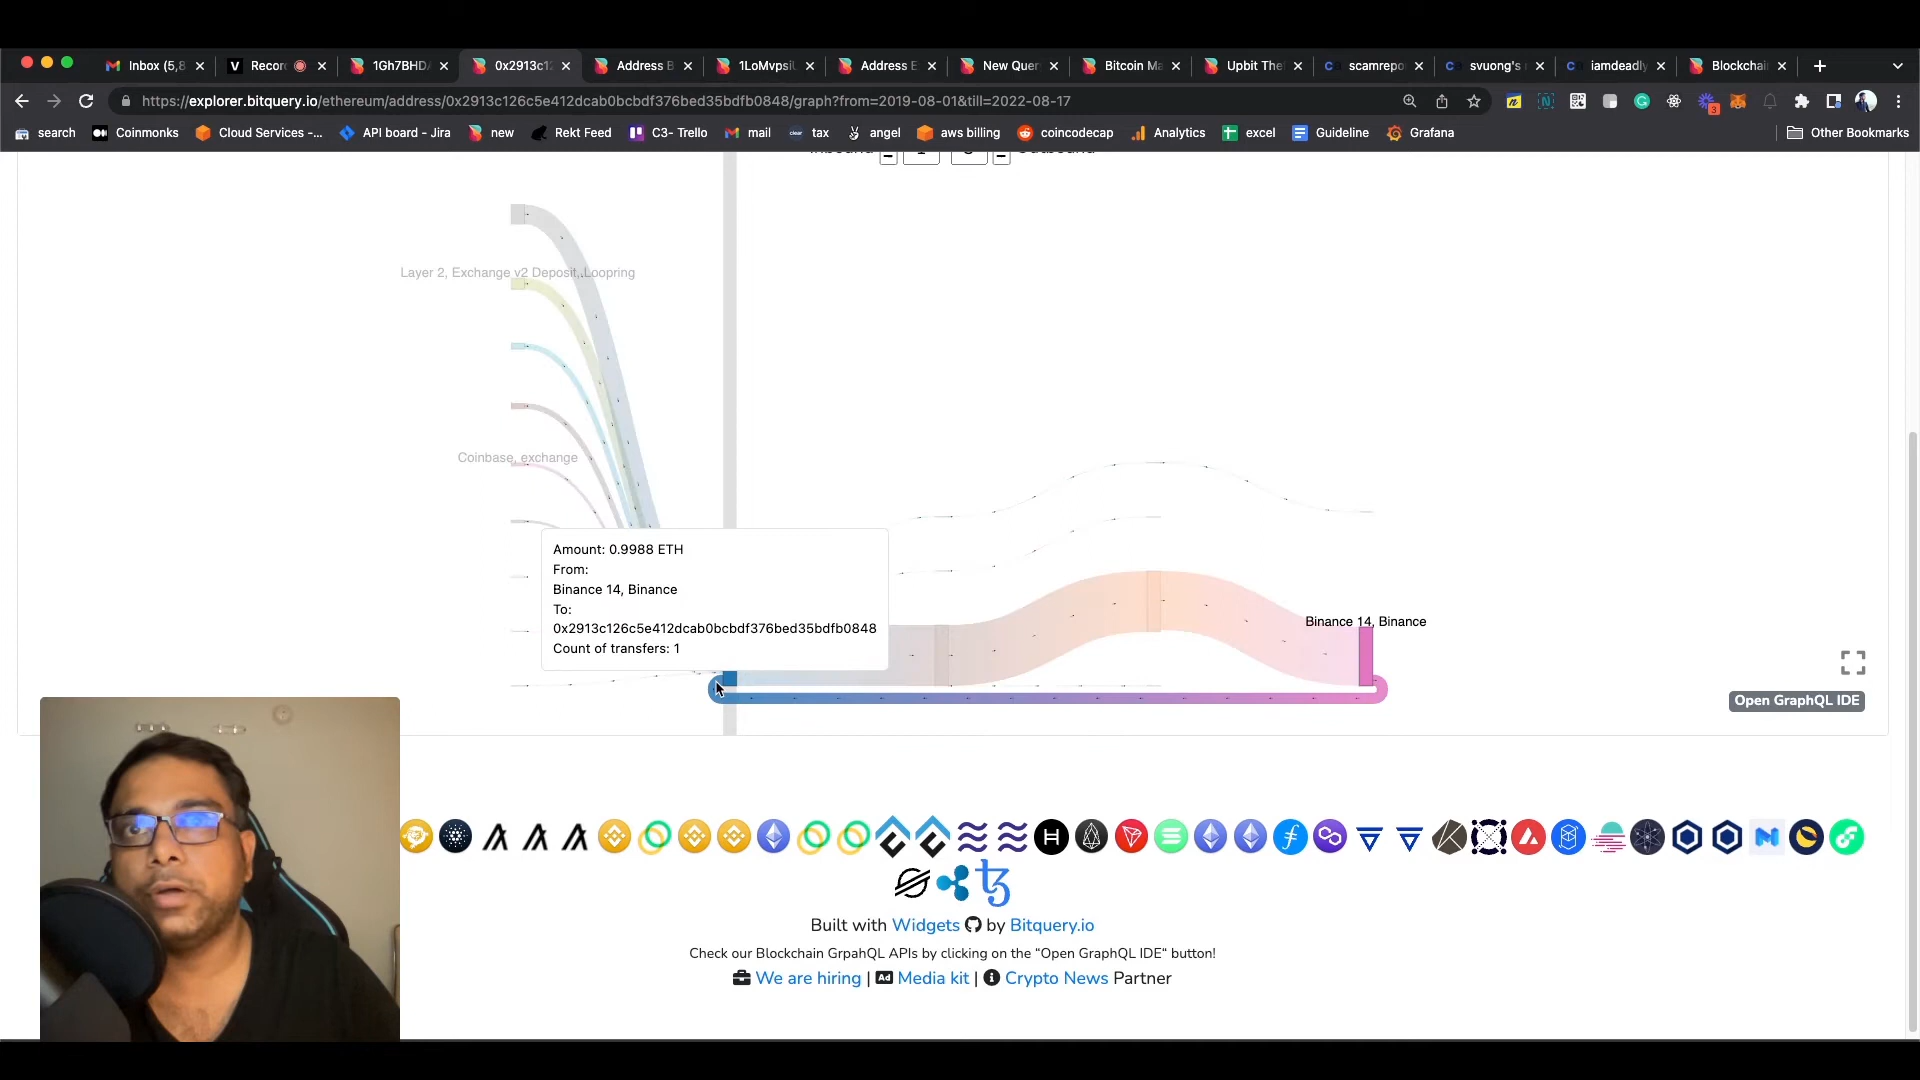 Inbox (5,8
Recor
1Gh7BHD
0x2913c1
Address B
1LoMvpsi
Address E
New Quer
Bitcoin Ma
Upbit The
scamrepo
svuong's
iamdeadly
Blockchai
https://explorer.bitquery.io/ethereum/address/0x2913c126c5e412dcab0bcbdf376bed35bdfb0848/graph?from=2019-08-01&till=2022-08-17
3
search
Coinmonks
Cloud Services -...
API board - Jira
new
Rekt Feed
C3- Trello
mail
tax
angel
aws billing
coincodecap
Analytics
excel
Guideline
Grafana
Other Bookmarks
Layer 2, Exchange v2 Deposit, Loopring
Coinbase, exchange
Amount: 0.9988 ETH
From:
Binance 14, Binance
To:
0x2913c126c5e412dcab0bcbdf376bed35bdfb0848
Count of transfers: 1
Binance 14, Binance
Open GraphQL IDE
Built with Widgets by Bitquery.io
Check our Blockchain GrpahQL APIs by clicking on the "Open GraphQL IDE" button!
We are hiring | Ad Media kit | Crypto News Partner